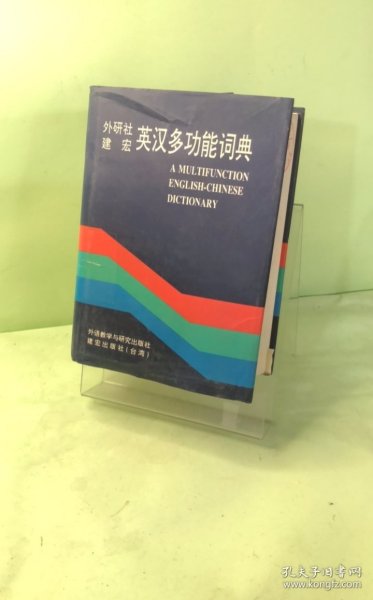 外研社
建 宏
英汉多功能词典
A MULTIFUNCTION
ENGLISH-CHINESE
DICTIONARY
外语教学与研究出版社
建宏出版社(台湾)
孔夫子旧书网
www.kongfz.com